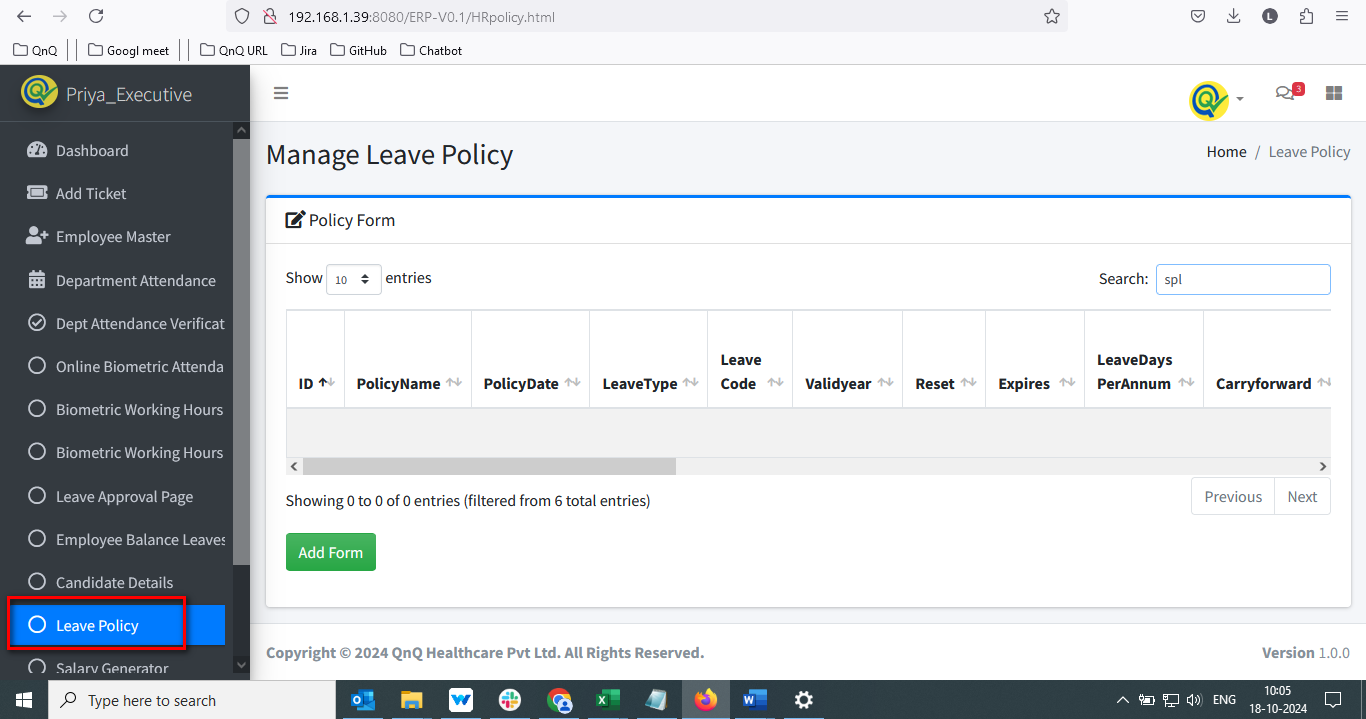 192.168.1.39:8080/ERP-V0.1/HRpolicy.html
L
QnQ
Googl meet
QnQ URL
Jira
GitHub
Chatbot
Priya_Executive
3
Dashboard
Add Ticket
Employee Master
Department Attendance
Dept Attendance Verificat
Online Biometric Attenda
Biometric Working Hours
Biometric Working Hours
Leave Approval Page
Employee Balance Leaves
Candidate Details
Leave Policy
Salary Generator
Manage Leave Policy
Home / Leave Policy
Policy Form
Show 10 entries
Search: spl
ID PolicyName PolicyDate LeaveType Leave Code Validyear Reset Expires LeaveDays PerAnnum Carryforward
Showing 0 to 0 of 0 entries (filtered from 6 total entries)
Previous Next
Add Form
Copyright © 2024 QnQ Healthcare Pvt Ltd. All Rights Reserved.
Version 1.0.0
Type here to search
ENG
10:05
18-10-2024